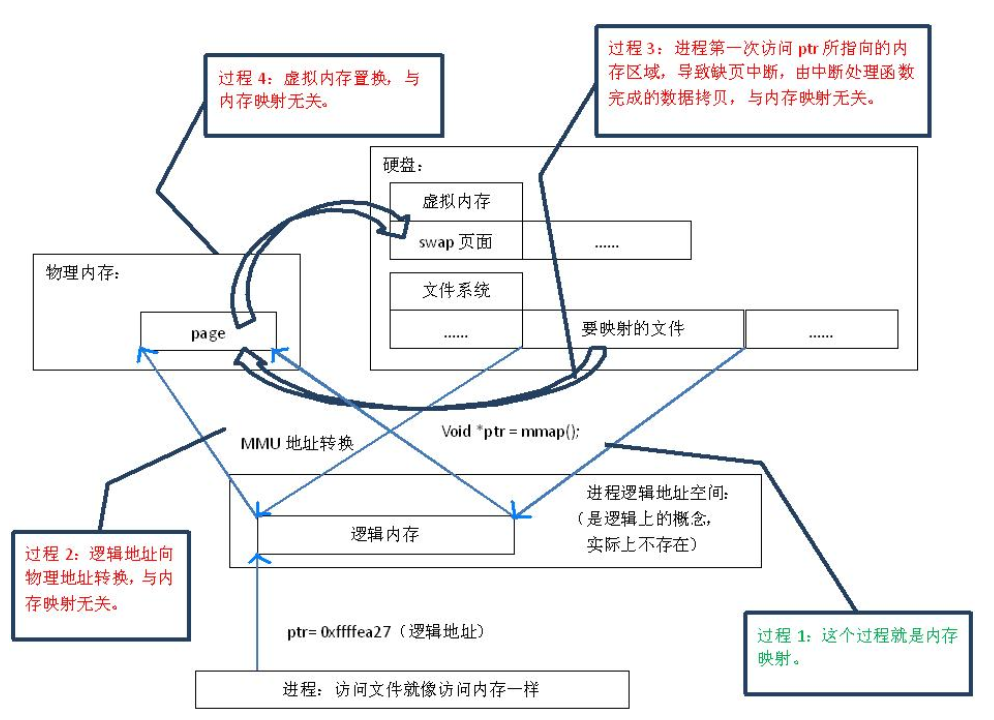 过程 4：虚拟内存置换，与
内存映射无关。
过程 3：进程第一次访问 ptr 所指向的内
存区域，导致缺页中断，由中断处理函数
完成的数据拷贝，与内存映射无关。
硬盘：
虚拟内存
swap 页面
......
物理内存：
page
文件系统
......
要映射的文件
......
MMU 地址转换
Void *ptr = mmap();
进程逻辑地址空间：
（是逻辑上的概念，
实际上不存在）
逻辑内存
过程 2：逻辑地址向
物理地址转换，与内
存映射无关。
ptr= 0xffffea27（逻辑地址）
过程 1：这个过程就是内存
映射。
进程：访问文件就像访问内存一样